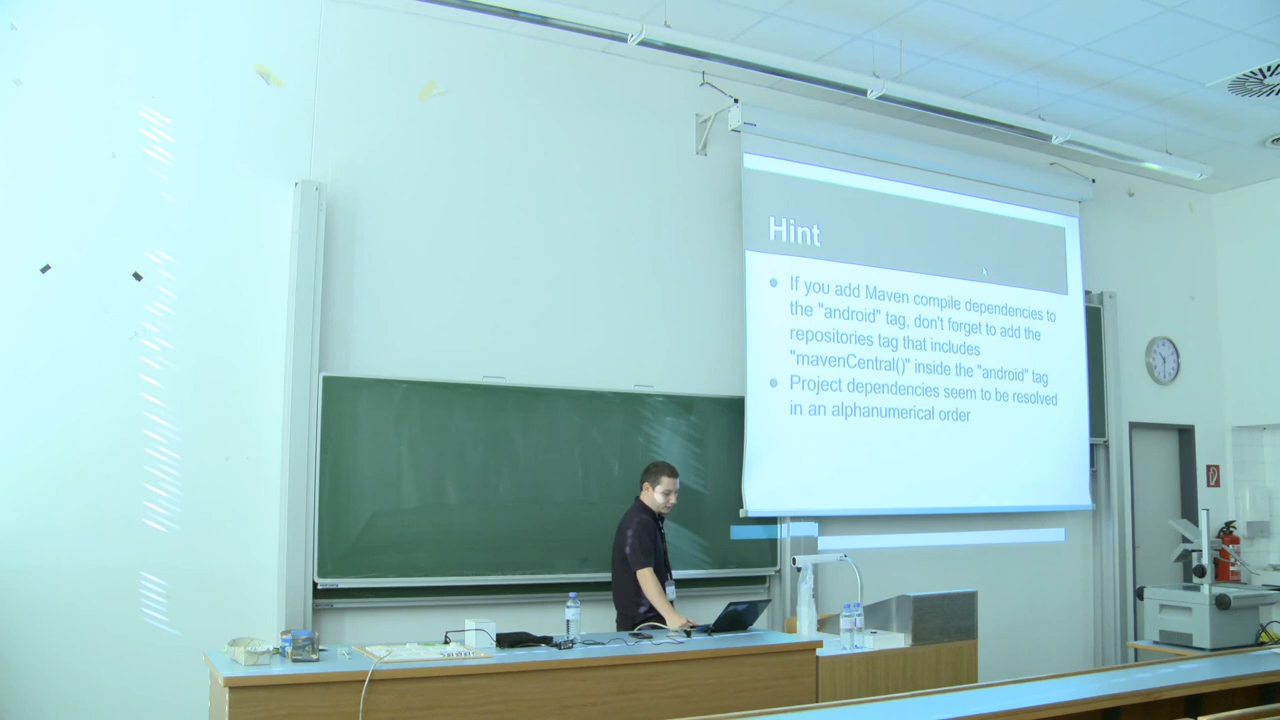 Hint
If you add Maven compile dependencies to
the "android" tag, don't forget to add the
repositories tag that includes
"mavenCentral()" inside the "android" tag
Project dependencies seem to be resolved
in an alphanumerical order